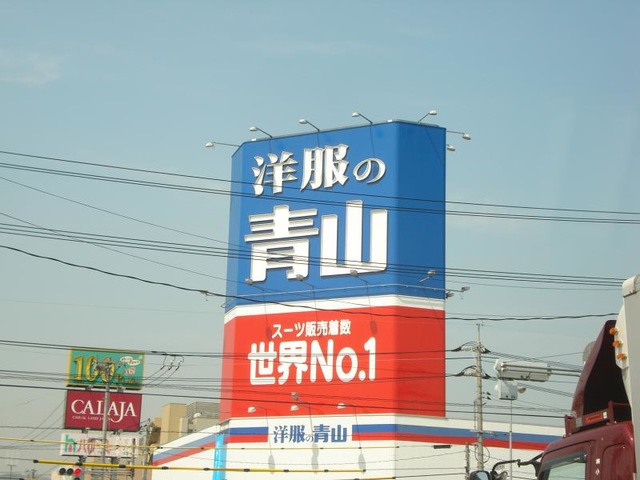 洋服の
青山
スーツ販売着数
世界No.1
洋服の青山
100
CALAJA